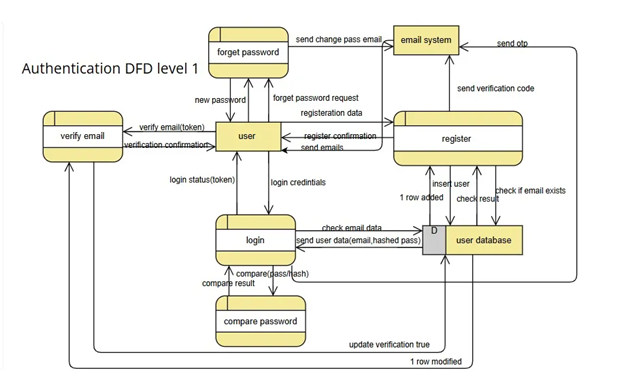 send change pass email
email system
send otp
forget password
Authentication DFD level 1
send verification code
new password
forget password request
registeration data
verify email(token)
verify email
user
register confirmation
register
verification confirmation
send emails
login status(token)
login credintials
insert user
check if email exists
1 row added
check result
check email data
D
login
send user data(email,hashed pass)
user database
compare(pass/hash)
compare result
compare password
update verification true
1 row modified